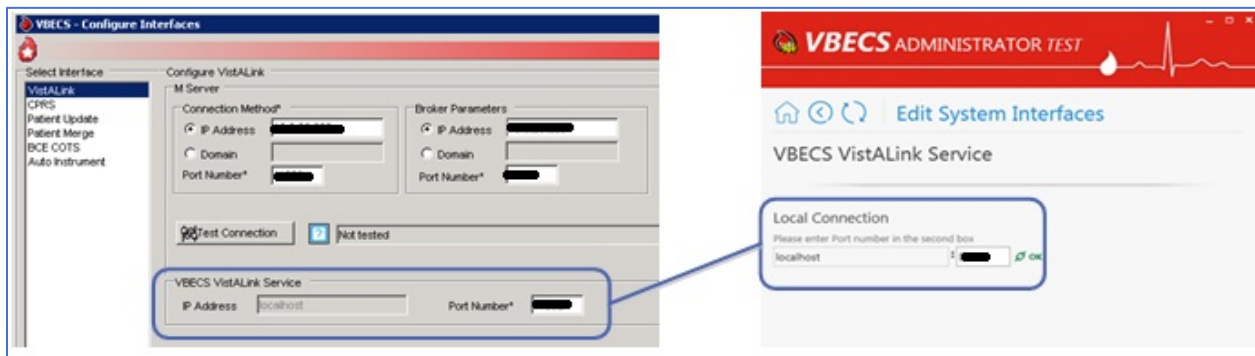 VBECS - Configure Interfaces
Select Interface
VistALink
CPRS
Patient Update
Patient Merge
BCE COTS
Auto Instrument
Configure VistALink
M Server
Connection Method*
IP Address
Domain
Port Number*
Broker Parameters
IP Address
Domain
Port Number*
Test Connection
?
Not tested
VBECS VistALink Service
IP Address
localhost
Port Number*
VBECS ADMINISTRATOR TEST
Edit System Interfaces
VBECS VistALink Service
Local Connection
Please enter Port number in the second box
localhost
:
OK